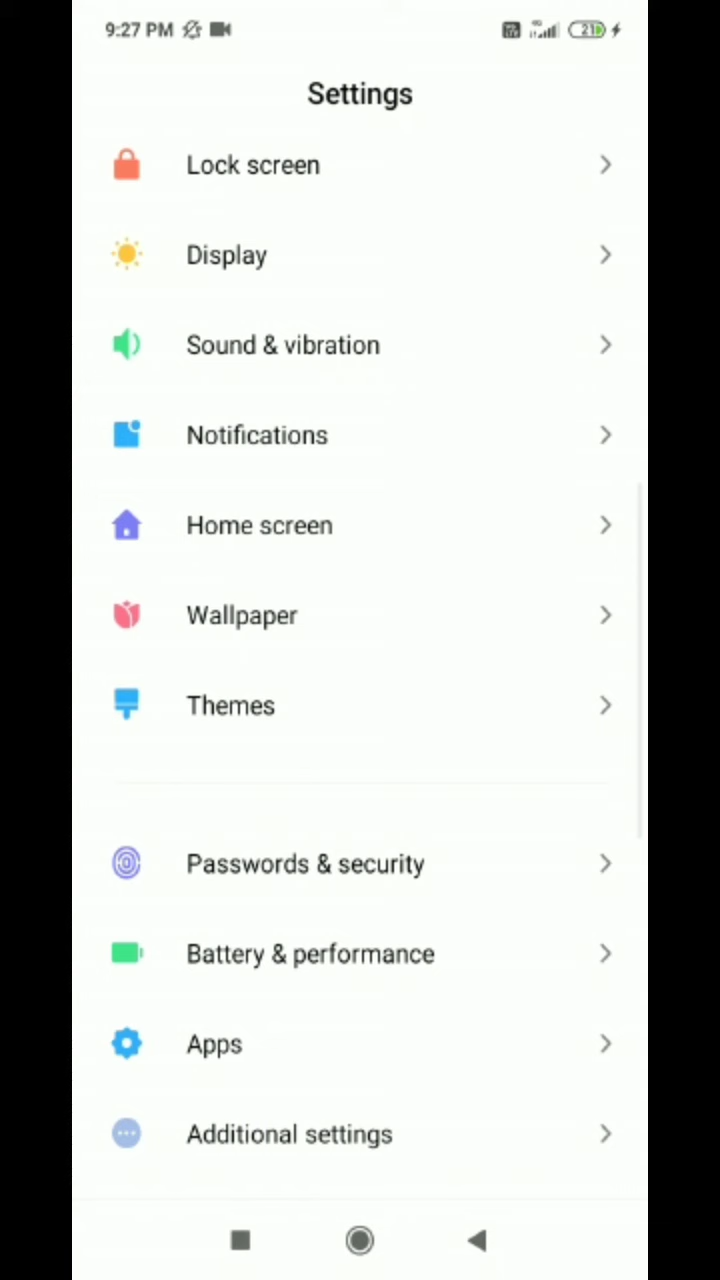 9:27 PM 21
Settings
Lock screen
Display
Sound & vibration
Notifications
Home screen
Wallpaper
Themes
Passwords & security
Battery & performance
Apps
Additional settings